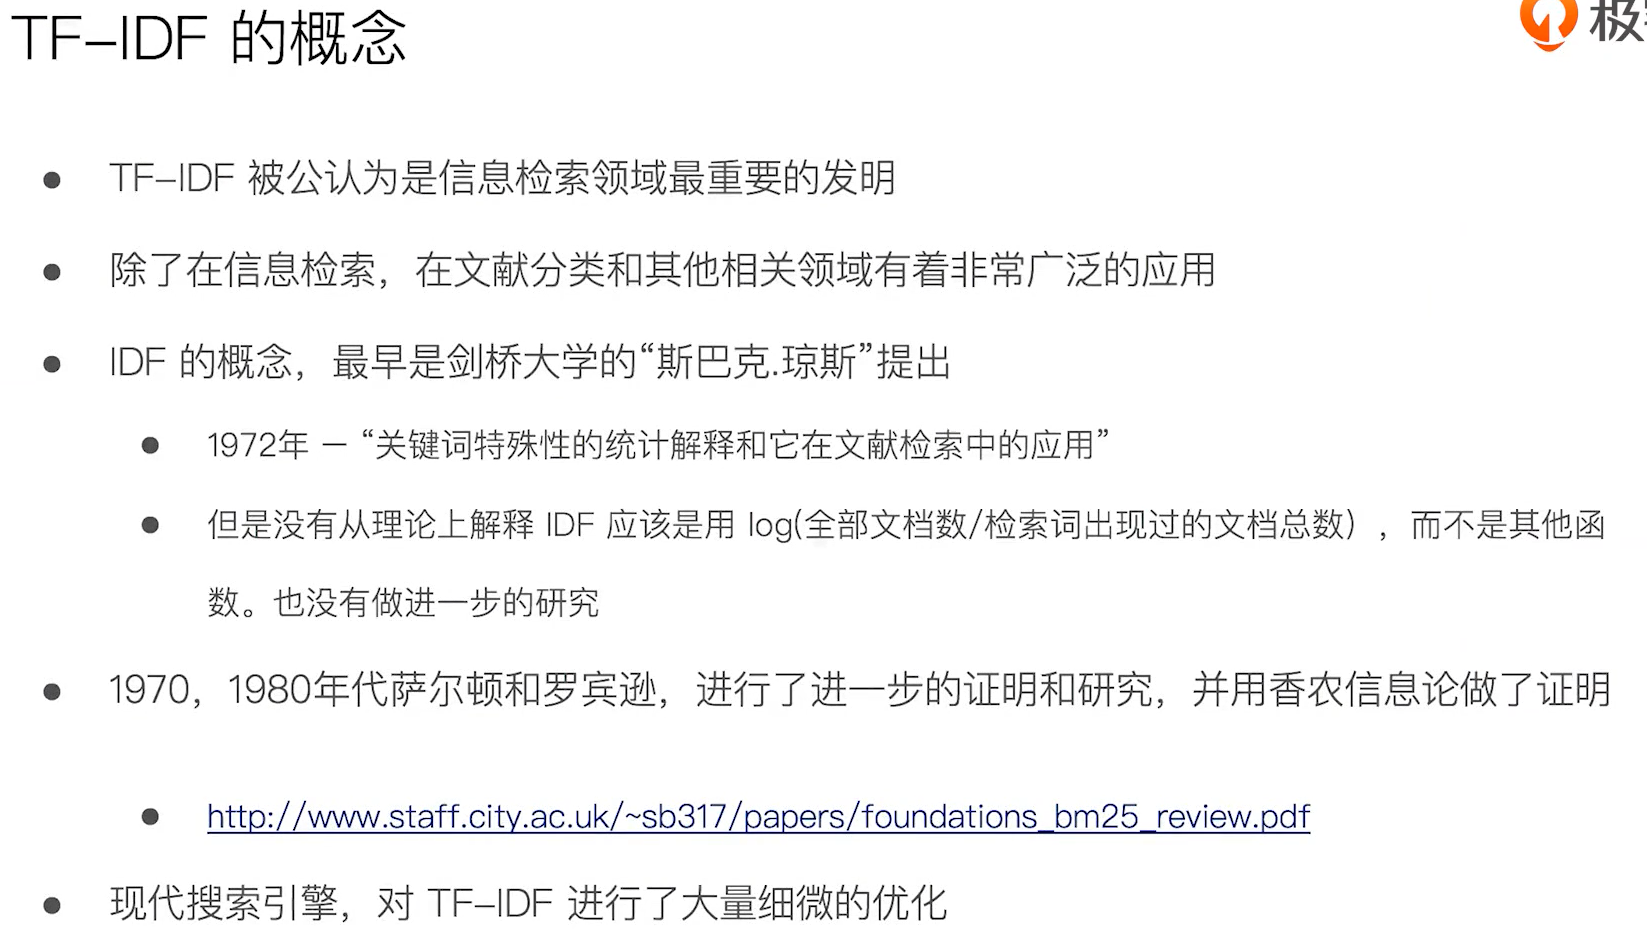 TF–IDF 的概念
极
TF–IDF 被公认为是信息检索领域最重要的发明
除了在信息检索，在文献分类和其他相关领域有着非常广泛的应用
IDF 的概念，最早是剑桥大学的“斯巴克.琼斯”提出
1972年 — “关键词特殊性的统计解释和它在文献检索中的应用”
但是没有从理论上解释 IDF 应该是用 log(全部文档数/检索词出现过的文档总数），而不是其他函
数。也没有做进一步的研究
1970，1980年代萨尔顿和罗宾逊，进行了进一步的证明和研究，并用香农信息论做了证明
http://www.staff.city.ac.uk/~sb317/papers/foundations_bm25_review.pdf
现代搜索引擎，对 TF–IDF 进行了大量细微的优化